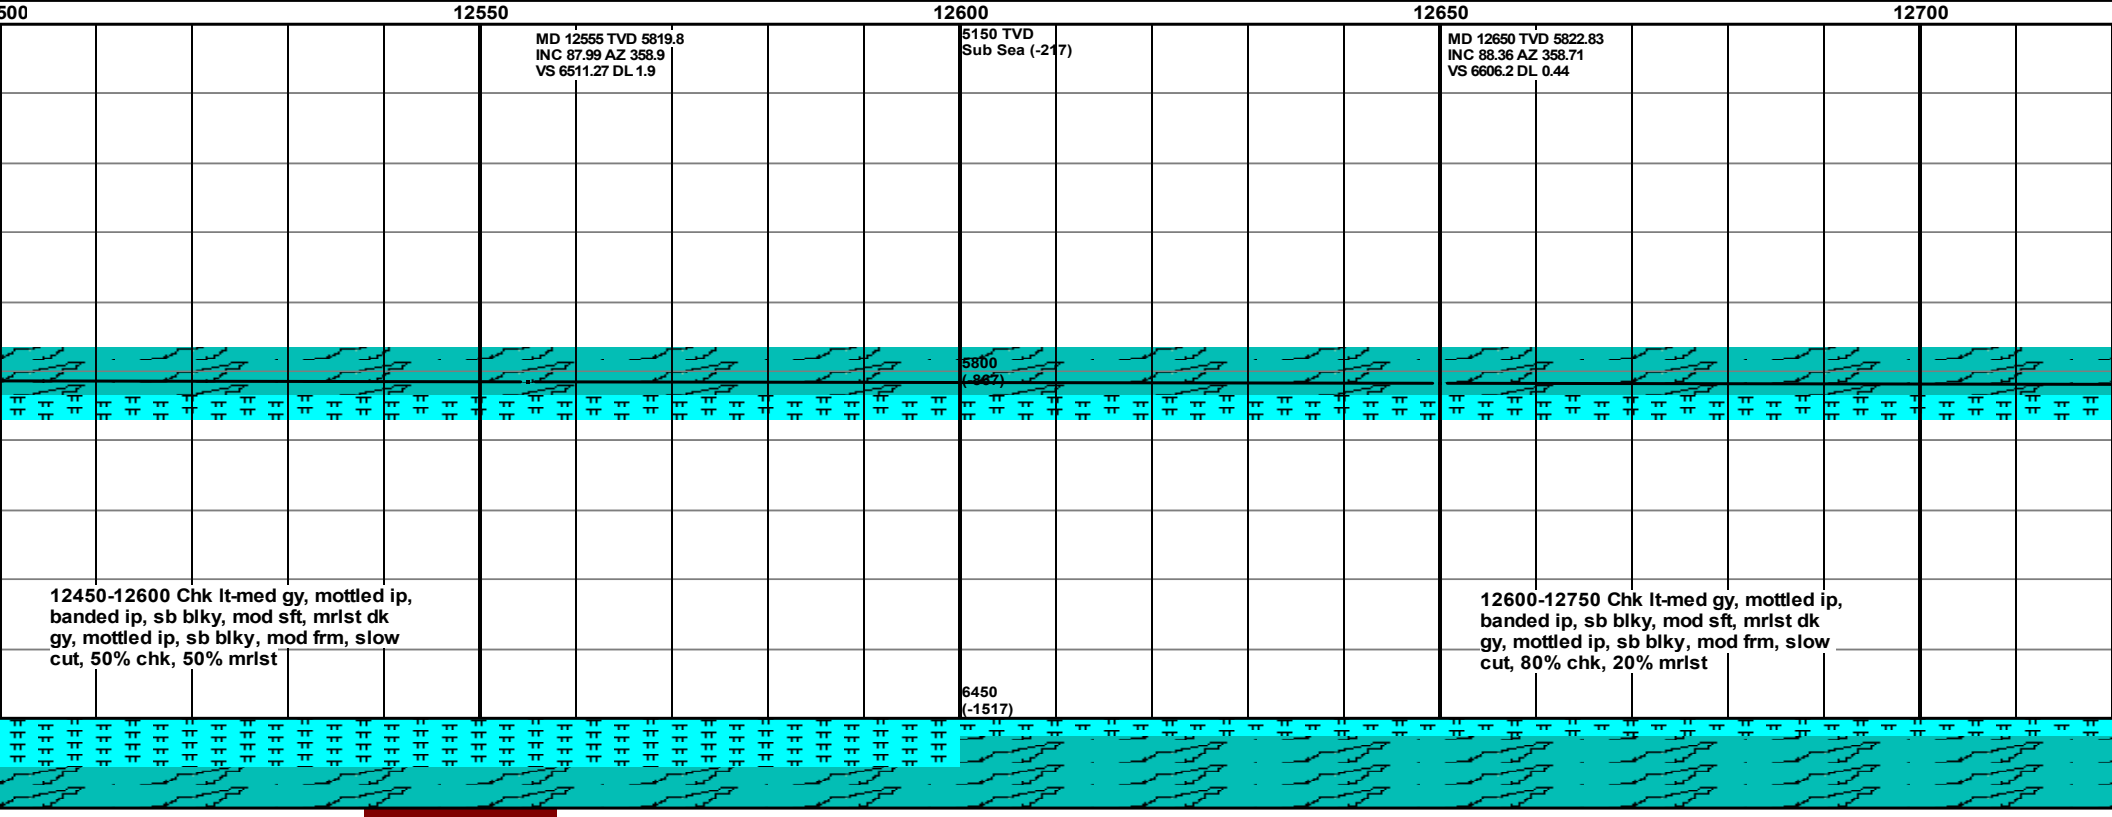 500 12550 12600 12650 12700
MD 12555 TVD 5819.8
INC 87.99 AZ 358.9
VS 6511.27 DL 1.9
5150 TVD
Sub Sea (-217)
MD 12650 TVD 5822.83
INC 88.36 AZ 358.71
VS 6606.2 DL 0.44
5800
(-867)
12450-12600 Chk lt-med gy, mottled ip,
banded ip, sb blky, mod sft, mrlst dk
gy, mottled ip, sb blky, mod frm, slow
cut, 50% chk, 50% mrlst
12600-12750 Chk lt-med gy, mottled ip,
banded ip, sb blky, mod sft, mrlst dk
gy, mottled ip, sb blky, mod frm, slow
cut, 80% chk, 20% mrlst
6450
(-1517)